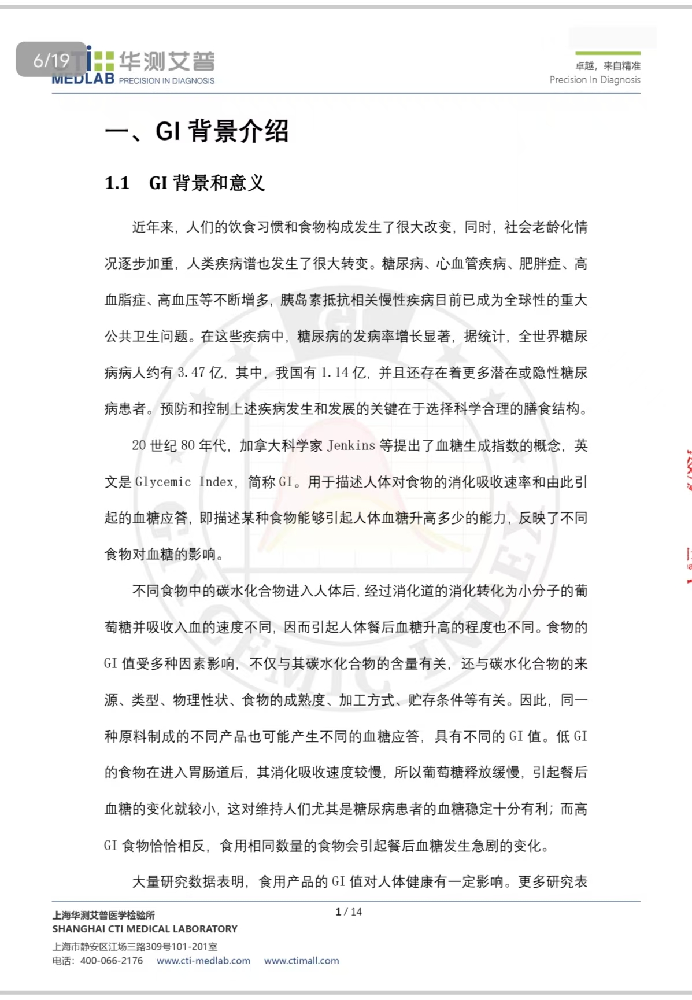 6/19
CTI 华测艾普
MEDLAB PRECISION IN DIAGNOSIS
卓越，来自精准
Precision In Diagnosis
一、GI 背景介绍
1.1 GI 背景和意义
近年来，人们的饮食习惯和食物构成发生了很大改变，同时，社会老龄化情
况逐步加重，人类疾病谱也发生了很大转变。糖尿病、心血管疾病、肥胖症、高
血脂症、高血压等不断增多，胰岛素抵抗相关慢性疾病目前已成为全球性的重大
公共卫生问题。在这些疾病中，糖尿病的发病率增长显著，据统计，全世界糖尿
病病人约有 3.47 亿，其中，我国有 1.14 亿，并且还存在着更多潜在或隐性糖尿
病患者。预防和控制上述疾病发生和发展的关键在于选择科学合理的膳食结构。
20 世纪 80 年代，加拿大科学家 Jenkins 等提出了血糖生成指数的概念，英
文是 Glycemic Index，简称 GI。用于描述人体对食物的消化吸收速率和由此引
起的血糖应答，即描述某种食物能够引起人体血糖升高多少的能力，反映了不同
食物对血糖的影响。
不同食物中的碳水化合物进入人体后，经过消化道的消化转化为小分子的葡
萄糖并吸收入血的速度不同，因而引起人体餐后血糖升高的程度也不同。食物的
GI 值受多种因素影响，不仅与其碳水化合物的含量有关，还与碳水化合物的来
源、类型、物理性状、食物的成熟度、加工方式、贮存条件等有关。因此，同一
种原料制成的不同产品也可能产生不同的血糖应答，具有不同的 GI 值。低 GI
的食物在进入胃肠道后，其消化吸收速度较慢，所以葡萄糖释放缓慢，引起餐后
血糖的变化就较小，这对维持人们尤其是糖尿病患者的血糖稳定十分有利；而高
GI 食物恰恰相反，食用相同数量的食物会引起餐后血糖发生急剧的变化。
大量研究数据表明，食用产品的 GI 值对人体健康有一定影响。更多研究表
GI
GLYCEMIC INDEX
上海华测艾普医学检验所
1 / 14
SHANGHAI CTI MEDICAL LABORATORY
上海市静安区江场三路309号101-201室
电话：400-066-2176 www.cti-medlab.com www.ctimall.com